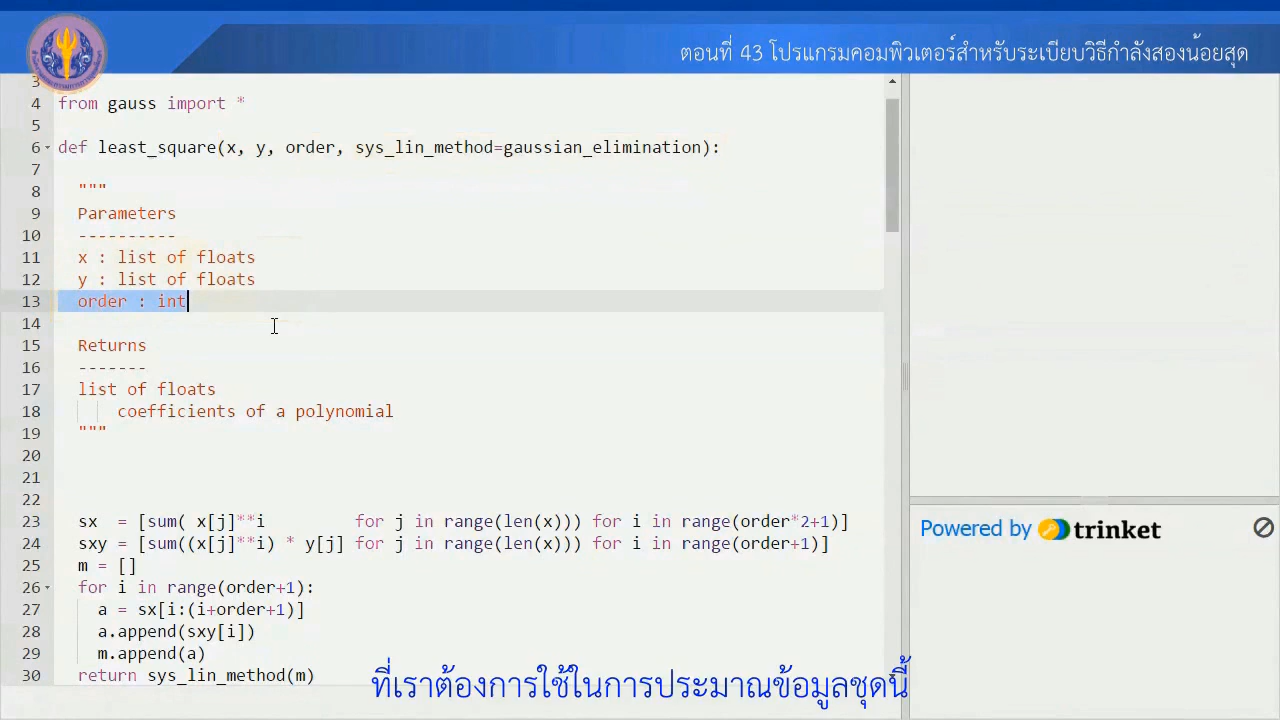 ตอนที่ 43 โปรแกรมคอมพิวเตอร์สำหรับระเบียบวิธีกำลังสองน้อยสุด
3
4 from gauss import *
5
6 def least_square(x, y, order, sys_lin_method=gaussian_elimination):
7
8 """
9 Parameters
10 ----------
11 x : list of floats
12 y : list of floats
13 order : int
14
15 Returns
16 -------
17 list of floats
18 coefficients of a polynomial
19 """
20
21
22
23 sx  = [sum( x[j]**i         for j in range(len(x))) for i in range(order*2+1)]
24 sxy = [sum((x[j]**i) * y[j] for j in range(len(x))) for i in range(order+1)]
25 m = []
26 for i in range(order+1):
27 a = sx[i:(i+order+1)]
28 a.append(sxy[i])
29 m.append(a)
30 return sys_lin_method(m)
Powered by trinket
ที่เราต้องการใช้ในการประมาณข้อมูลชุดนี้